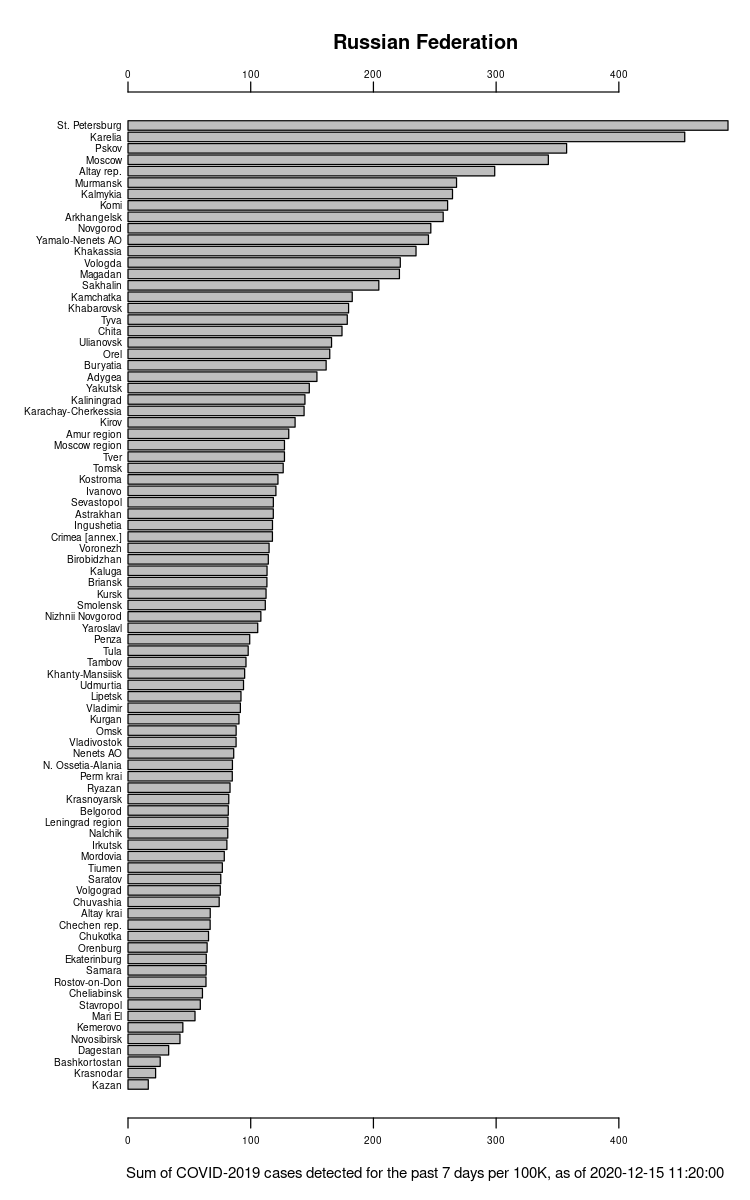 Russian Federation
0 100 200 300 400
St. Petersburg
Karelia
Pskov
Moscow
Altay rep.
Murmansk
Kalmykia
Komi
Arkhangelsk
Novgorod
Yamalo-Nenets AO
Khakassia
Vologda
Magadan
Sakhalin
Kamchatka
Khabarovsk
Tyva
Chita
Ulianovsk
Orel
Buryatia
Adygea
Yakutsk
Kaliningrad
Karachay-Cherkessia
Kirov
Amur region
Moscow region
Tver
Tomsk
Kostroma
Ivanovo
Sevastopol
Astrakhan
Ingushetia
Crimea [annex.]
Voronezh
Birobidzhan
Kaluga
Briansk
Kursk
Smolensk
Nizhnii Novgorod
Yaroslavl
Penza
Tula
Tambov
Khanty-Mansiisk
Udmurtia
Lipetsk
Vladimir
Kurgan
Omsk
Vladivostok
Nenets AO
N. Ossetia-Alania
Perm krai
Ryazan
Krasnoyarsk
Belgorod
Leningrad region
Nalchik
Irkutsk
Mordovia
Tiumen
Saratov
Volgograd
Chuvashia
Altay krai
Chechen rep.
Chukotka
Orenburg
Ekaterinburg
Samara
Rostov-on-Don
Cheliabinsk
Stavropol
Mari El
Kemerovo
Novosibirsk
Dagestan
Bashkortostan
Krasnodar
Kazan
0 100 200 300 400
Sum of COVID-2019 cases detected for the past 7 days per 100K, as of 2020-12-15 11:20:00